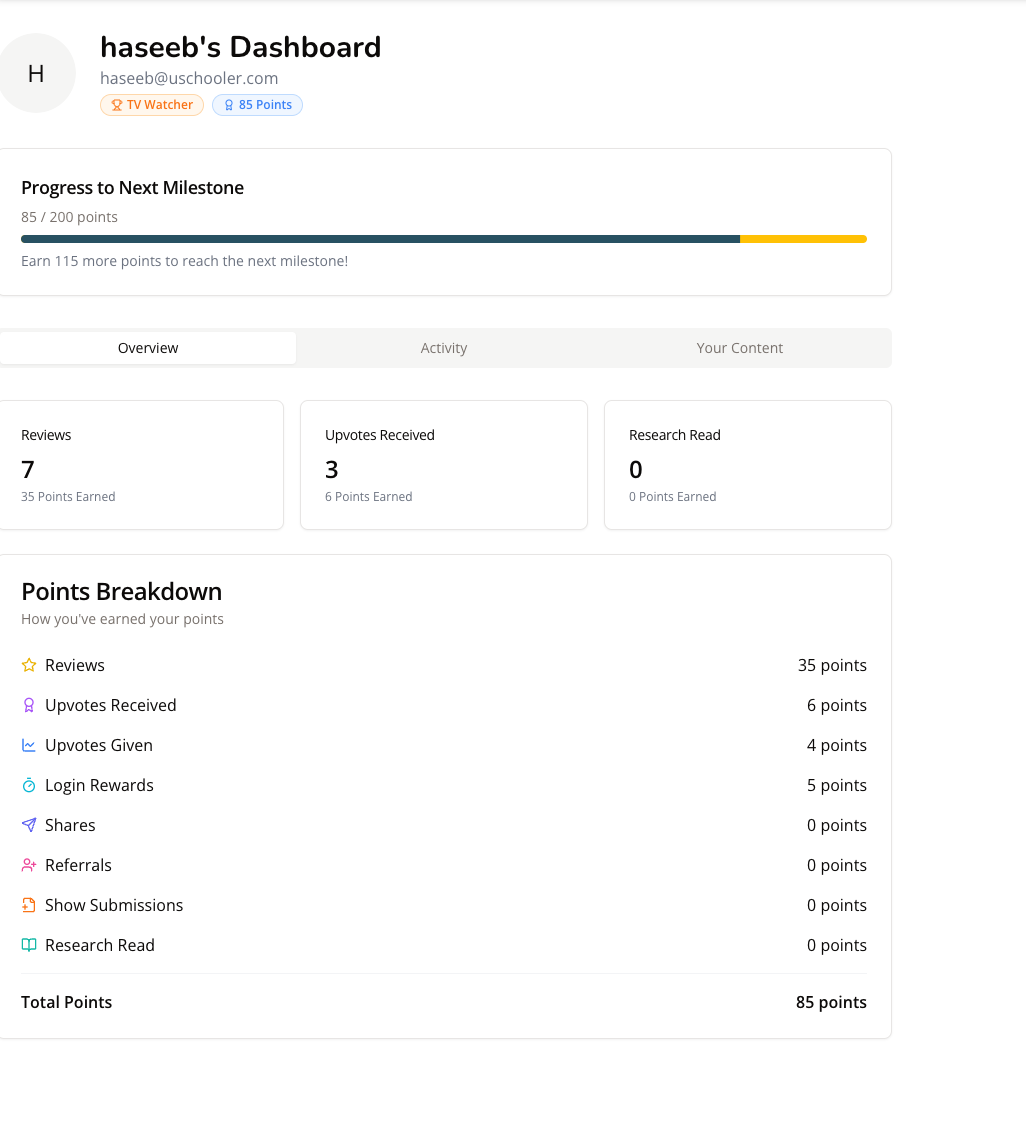 H
haseeb's Dashboard
haseeb@uschooler.com
TV Watcher 85 Points
Progress to Next Milestone
85 / 200 points
Earn 115 more points to reach the next milestone!
Overview Activity Your Content
Reviews
7
35 Points Earned
Upvotes Received
3
6 Points Earned
Research Read
0
0 Points Earned
Points Breakdown
How you've earned your points
Reviews 35 points
Upvotes Received 6 points
Upvotes Given 4 points
Login Rewards 5 points
Shares 0 points
Referrals 0 points
Show Submissions 0 points
Research Read 0 points
Total Points 85 points